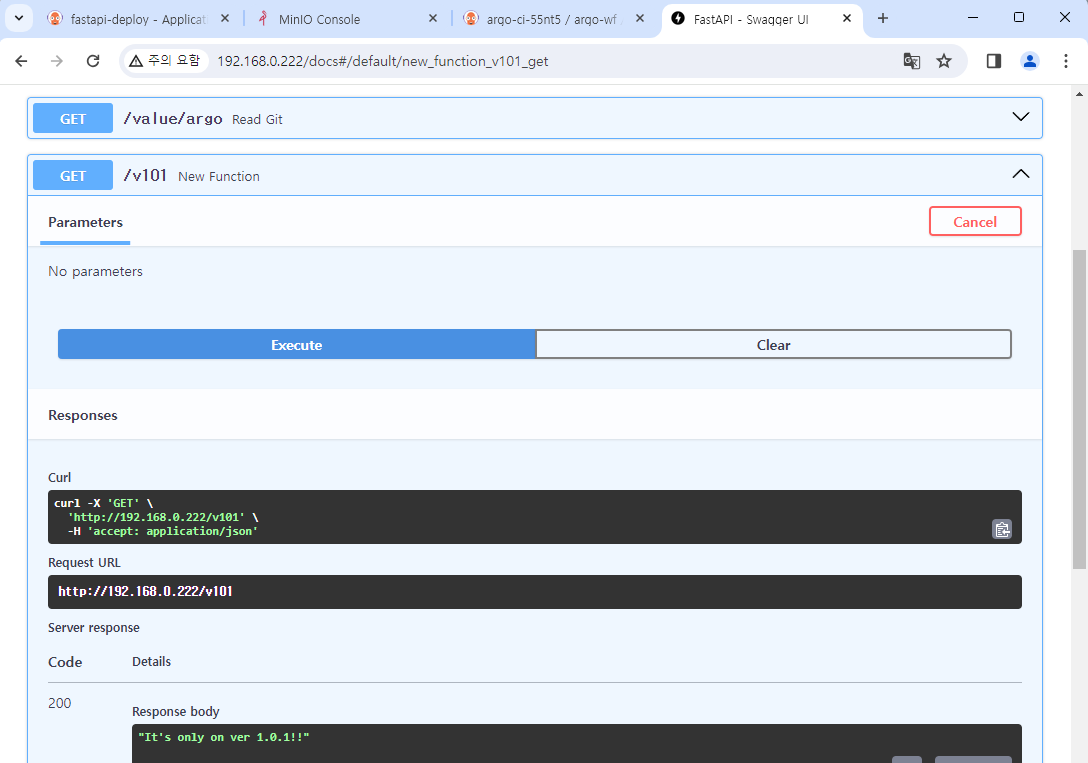 fastapi-deploy - Applicat
MinIO Console
argo-ci-55nt5 / argo-wf
FastAPI - Swagger UI
주의 요함
192.168.0.222/docs#/default/new_function_v101_get
GET /value/argo Read Git
GET /v101 New Function
Parameters
Cancel
No parameters
Execute
Clear
Responses
Curl
curl -X 'GET' \
'http://192.168.0.222/v101' \
-H 'accept: application/json'
Request URL
http://192.168.0.222/v101
Server response
Code Details
200
Response body
"It's only on ver 1.0.1!!"